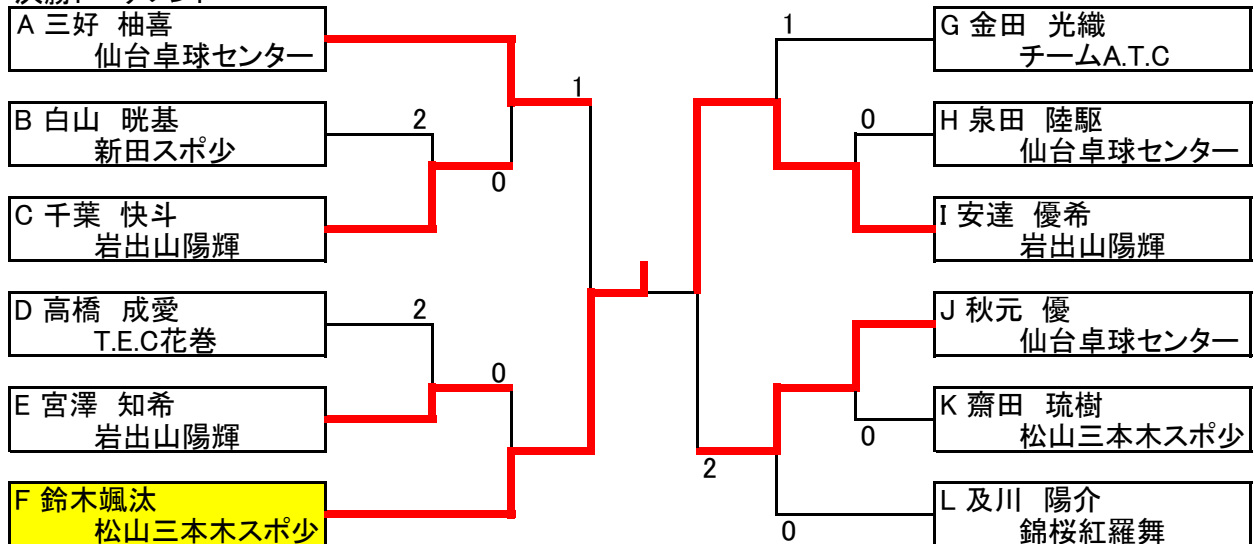 A 三好 柚喜
仙台卓球センター
B 白山 晄基
新田スポ少
C 千葉 快斗
岩出山陽輝
D 高橋 成愛
T.E.C花巻
E 宮澤 知希
岩出山陽輝
F 鈴木颯汰
松山三本木スポ少
1
2
0
2
0
1
0
0
2
0
G 金田 光織
チームA.T.C
H 泉田 陸駆
仙台卓球センター
I 安達 優希
岩出山陽輝
J 秋元 優
仙台卓球センター
K 齋田 琉樹
松山三本木スポ少
L 及川 陽介
錦桜紅羅舞